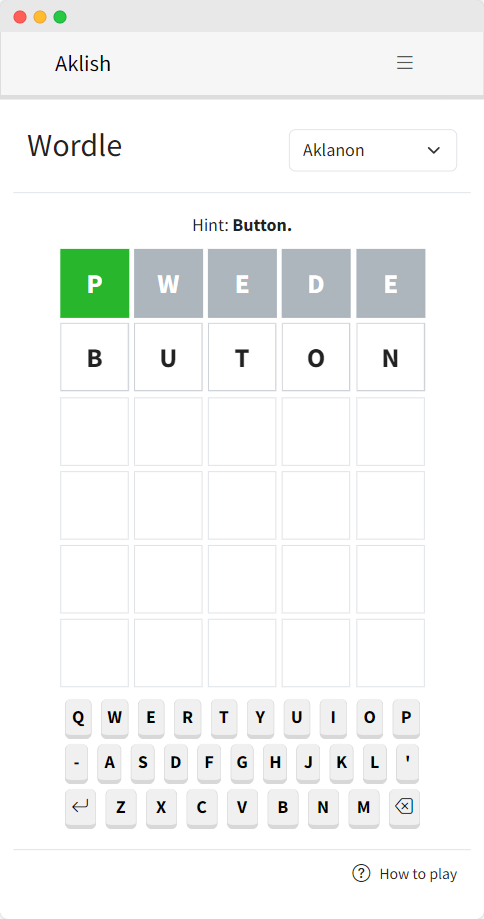 Aklish
Wordle
Aklanon
Hint: Button.
P W E D E
B U T O N
Q W E R T Y U I O P
- A S D F G H J K L '
Z X C V B N M
How to play